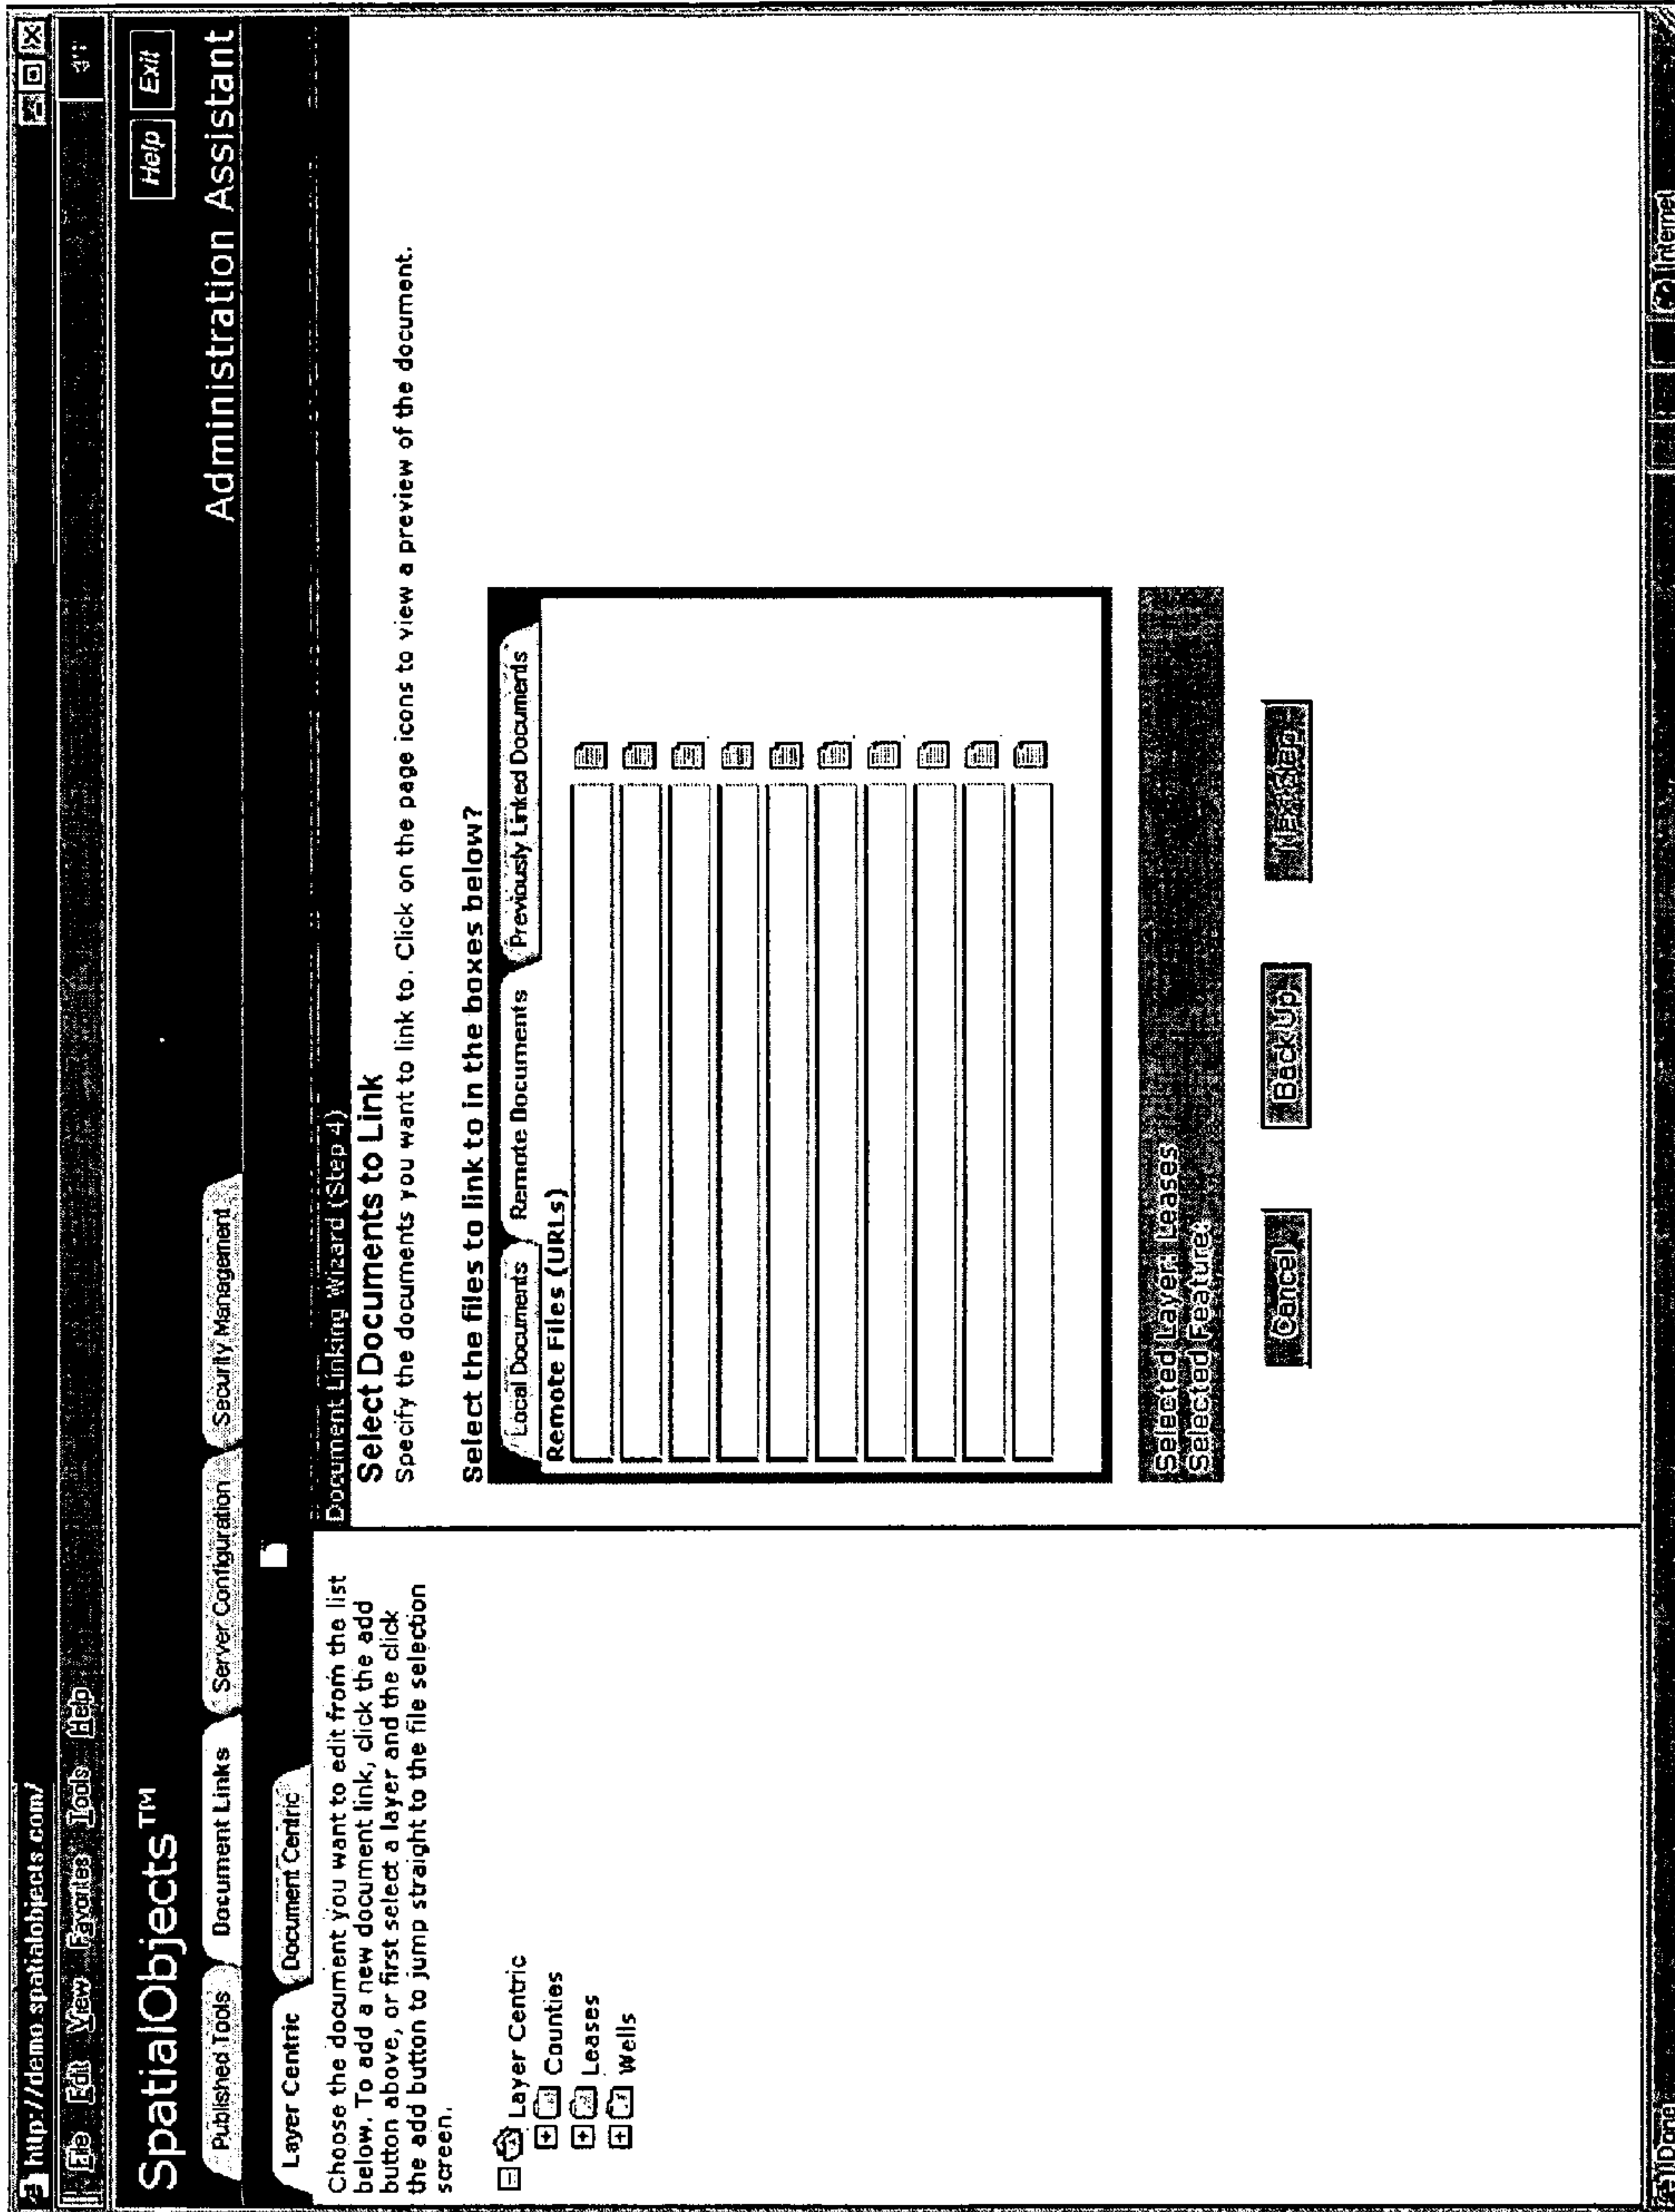 http://demo.spatialobjects.com/
File Edit View Favorites Tools Help
Help Exit
SpatialObjects™
Administration Assistant
Published Tools Document Links Server Configuration Security Management
Layer Centric Document Centric
Choose the document you want to edit from the list
below. To add a new document link, click the add
button above, or first select a layer and the click
the add button to jump straight to the file selection
screen.
Layer Centric
Counties
Leases
Wells
Document Linking Wizard (Step 4)
Select Documents to Link
Specify the documents you want to link to. Click on the page icons to view a preview of the document.
Select the files to link to in the boxes below?
Local Documents Remote Documents Previously Linked Documents
Remote Files (URLs)
Selected Layer: Leases
Selected Feature:
Cancel Back Up Next Step
Done Internet